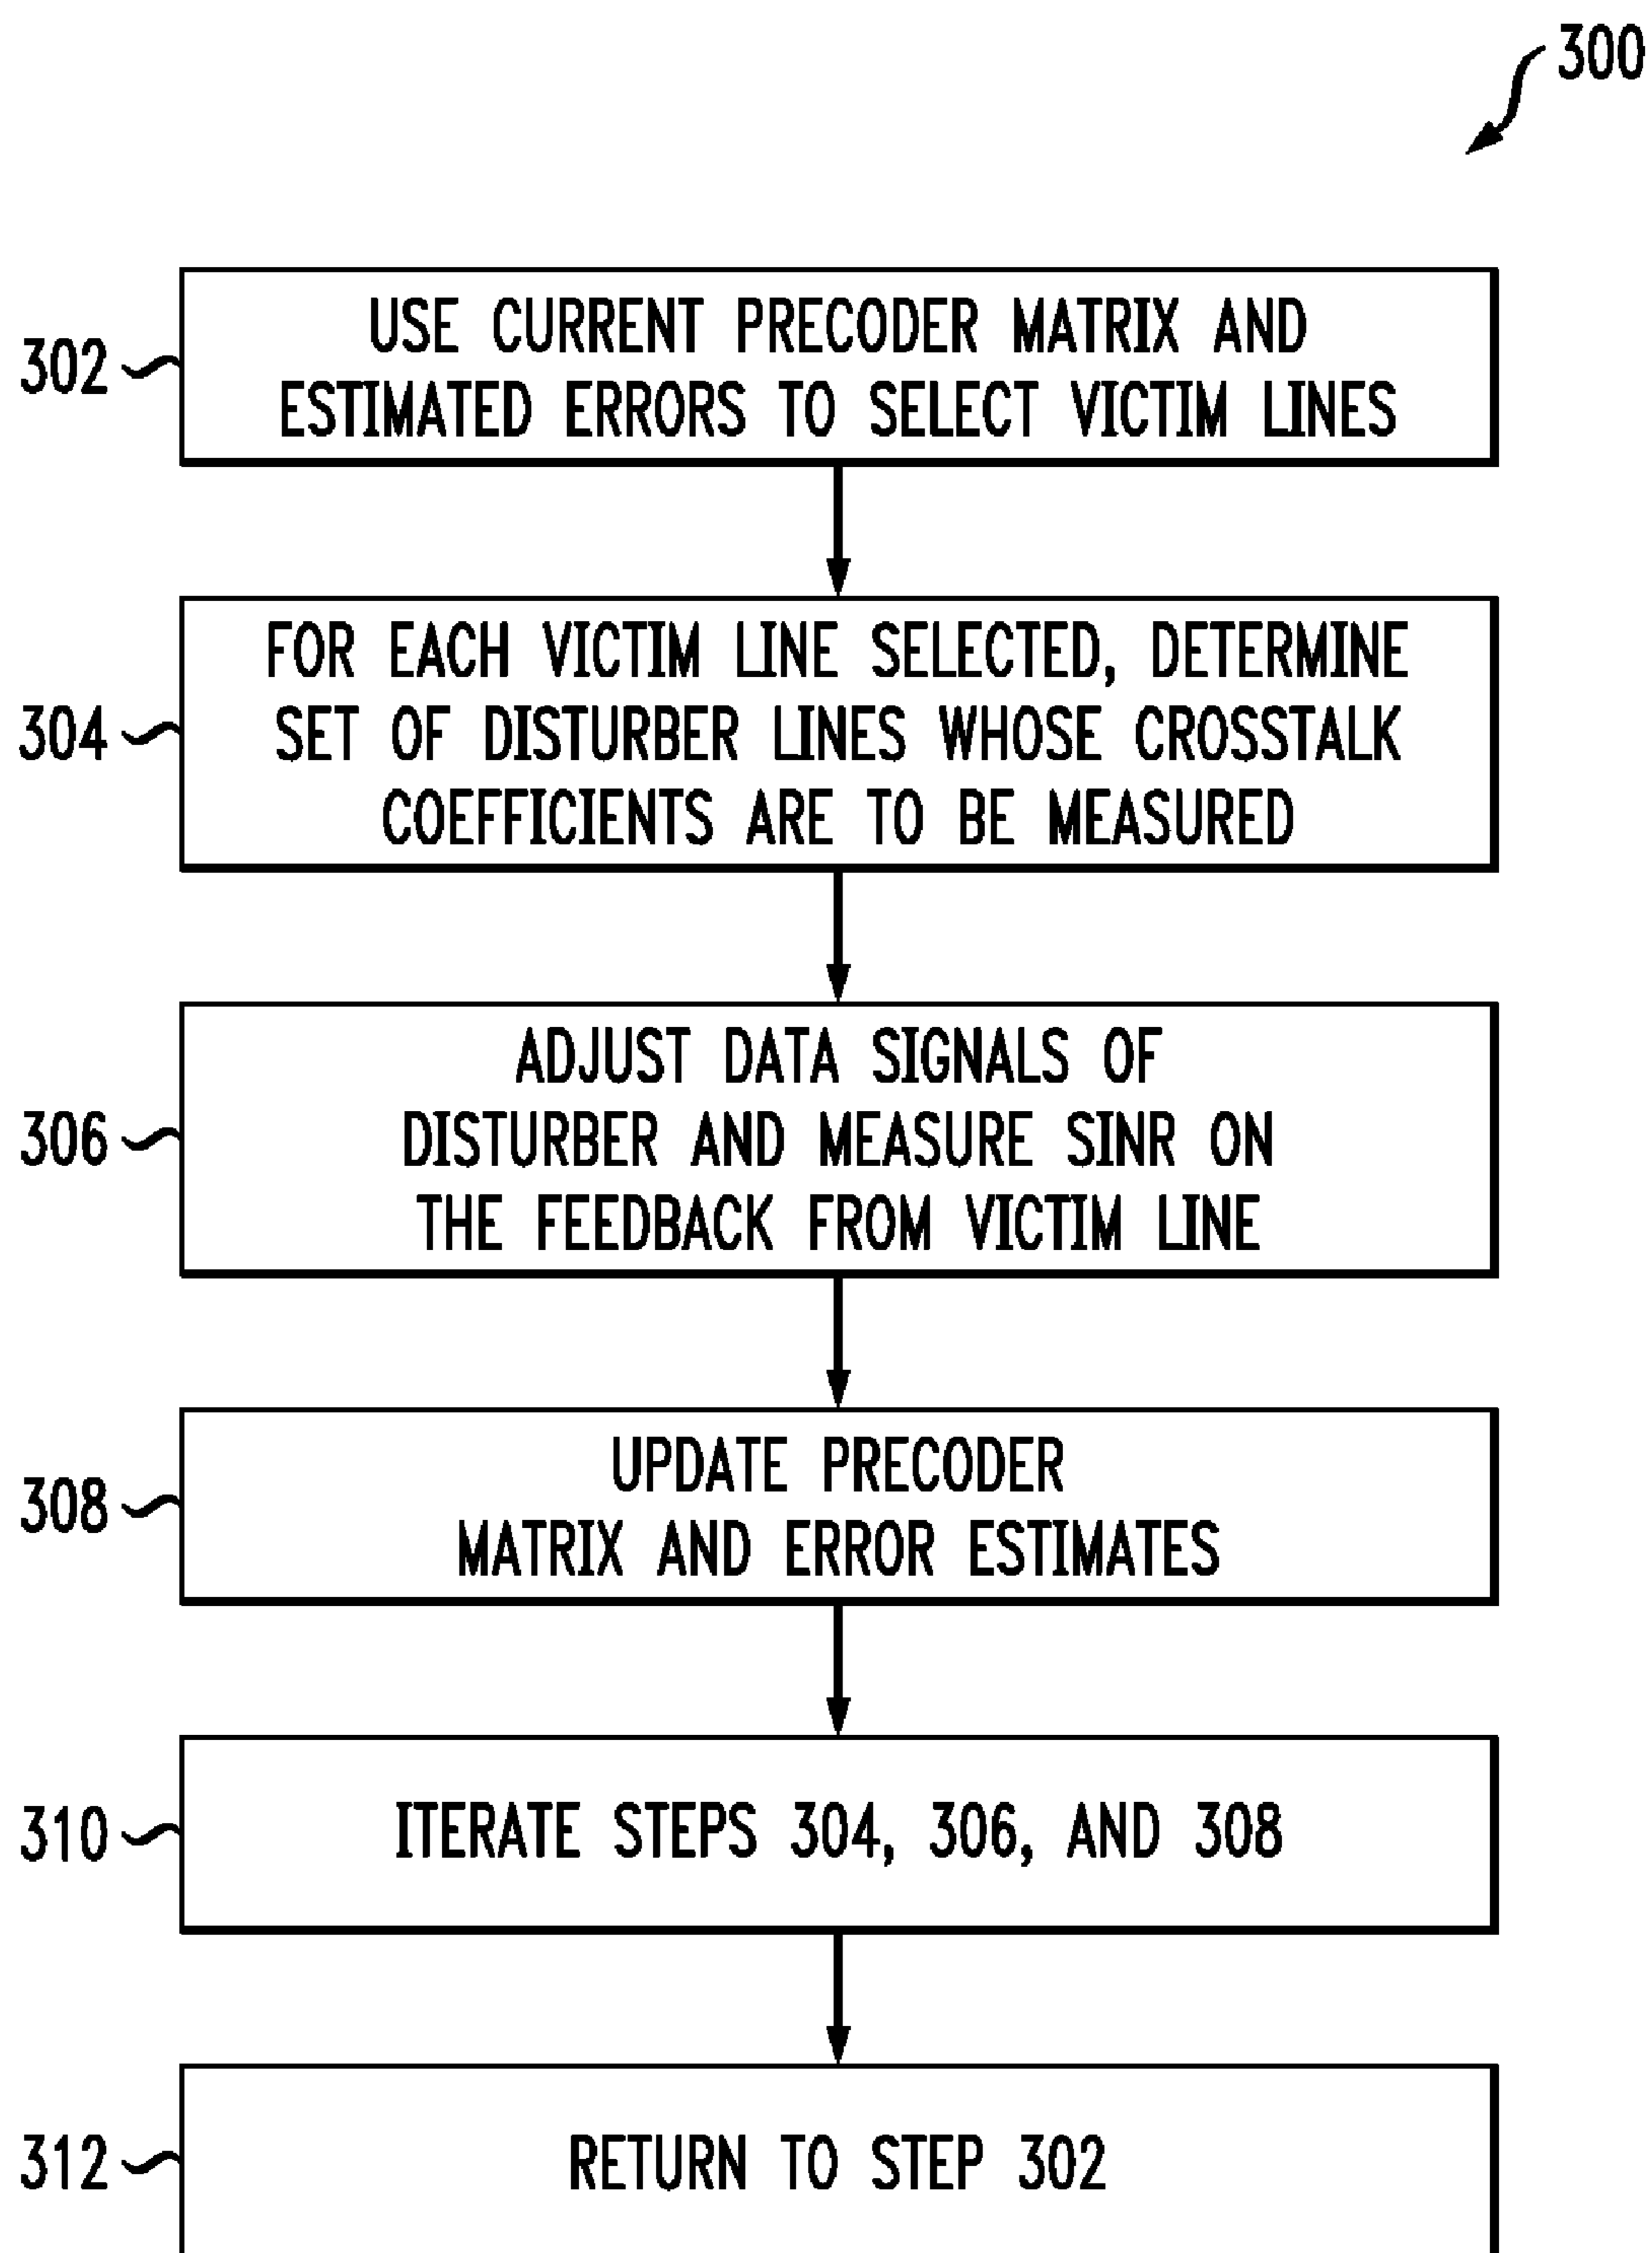 300
302
USE CURRENT PRECODER MATRIX AND
ESTIMATED ERRORS TO SELECT VICTIM LINES
304
FOR EACH VICTIM LINE SELECTED, DETERMINE
SET OF DISTURBER LINES WHOSE CROSSTALK
COEFFICIENTS ARE TO BE MEASURED
306
ADJUST DATA SIGNALS OF
DISTURBER AND MEASURE SINR ON
THE FEEDBACK FROM VICTIM LINE
308
UPDATE PRECODER
MATRIX AND ERROR ESTIMATES
310
ITERATE STEPS 304, 306, AND 308
312
RETURN TO STEP 302